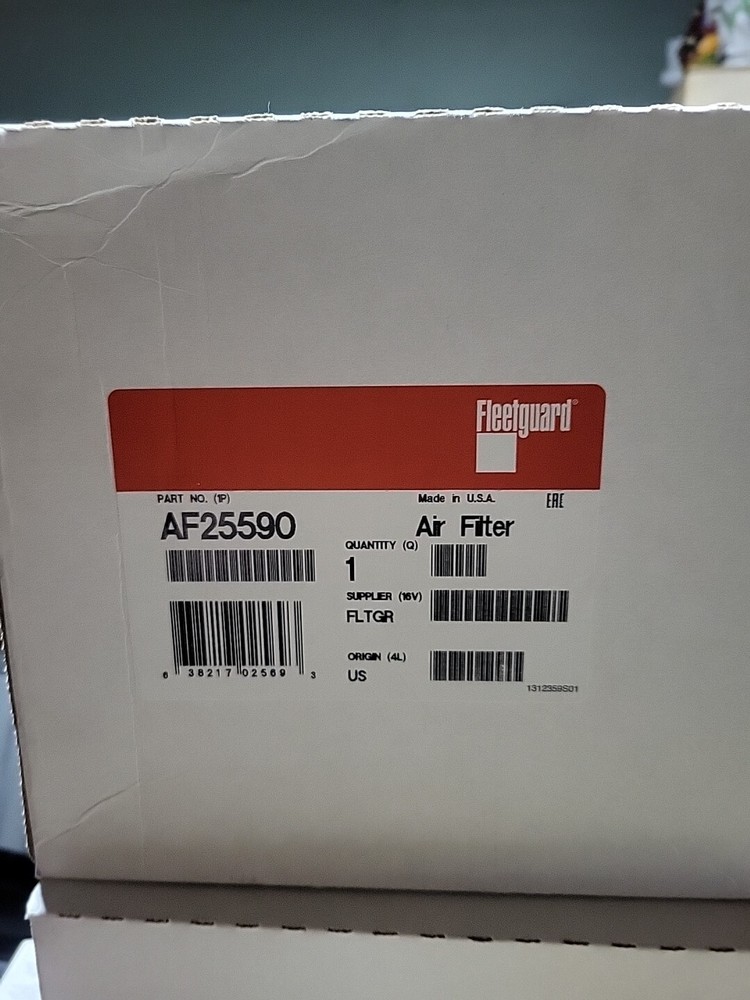 Fleetguard®
PART NO. (1P)
Made in U.S.A.
EAC
AF25590
Air Filter
QUANTITY (Q)
1
SUPPLIER (16V)
FLTGR
6 38217 02569 3
ORIGIN (4L)
US
1312359S01